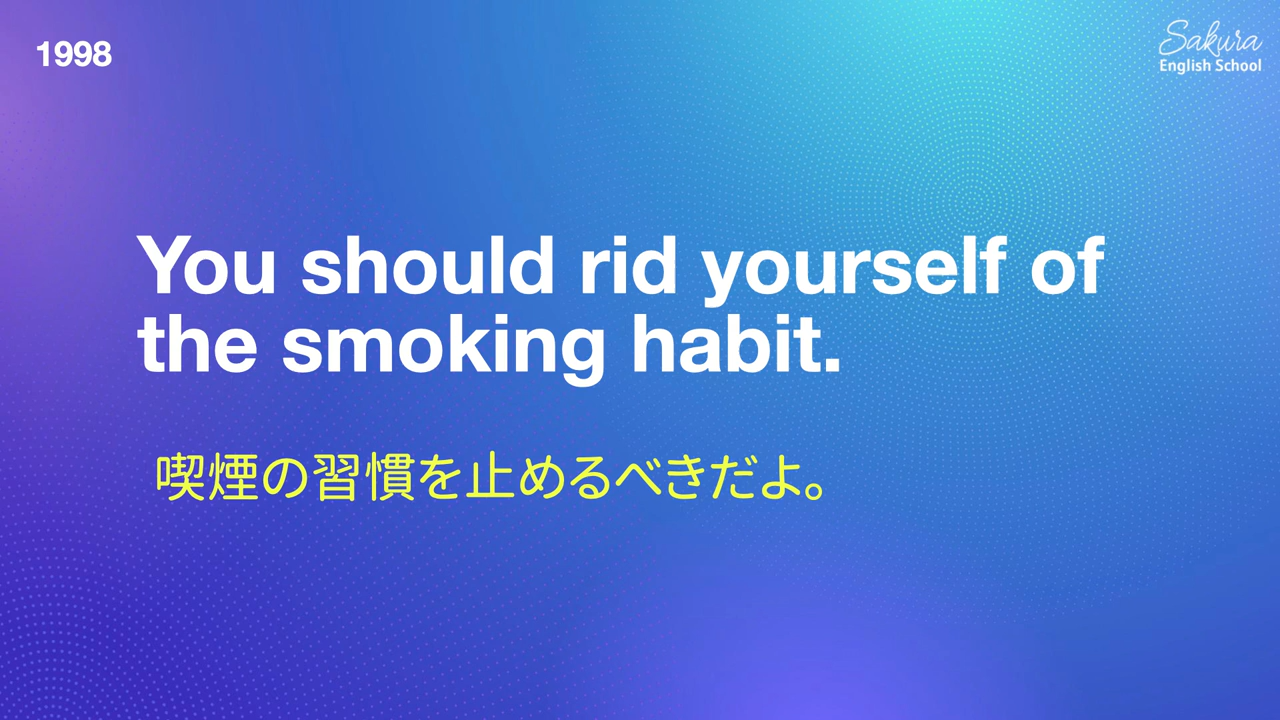 1998
Sakura
English School
You should rid yourself of
the smoking habit.
喫煙の習慣を止めるべきだよ。